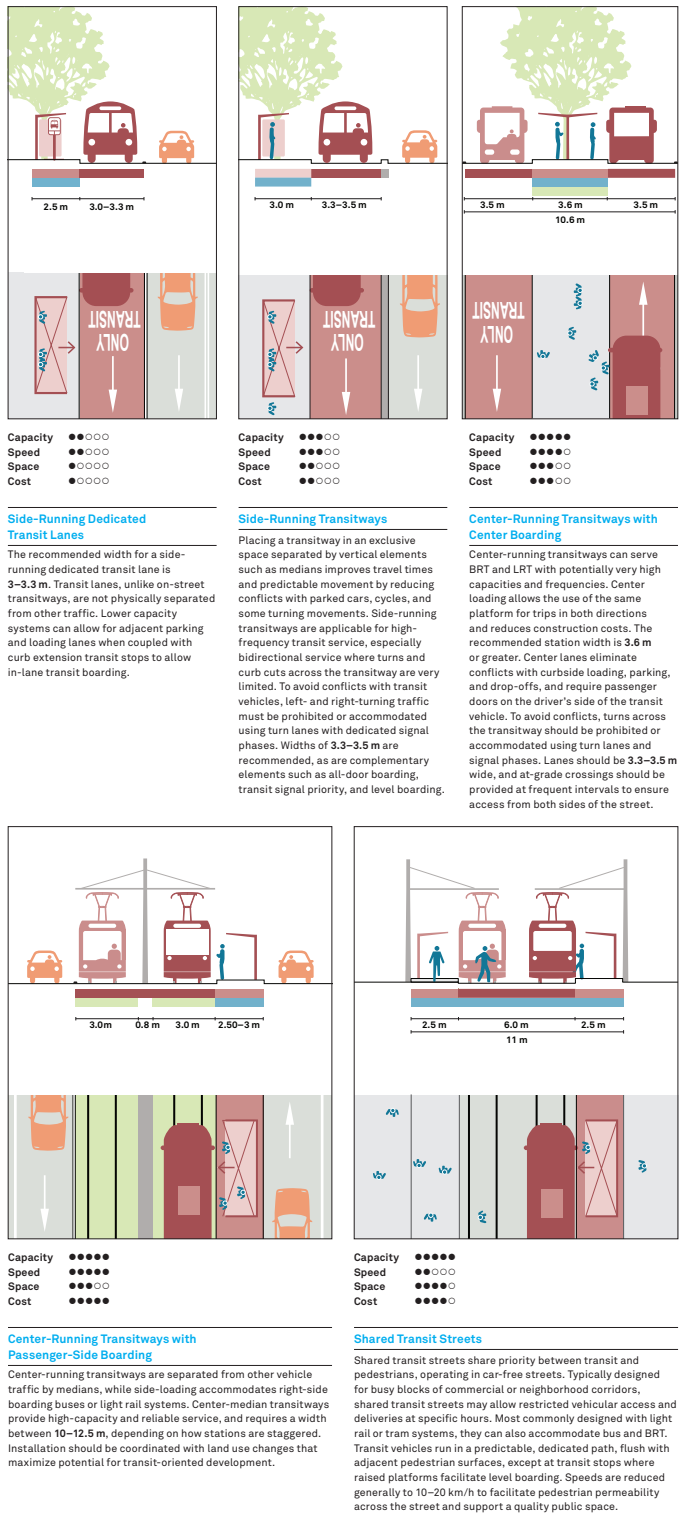 2.5 m
3.0–3.3 m
ONLY
TRANSIT
Capacity ●●○○○
Speed ●●○○○
Space ●○○○○
Cost ●○○○○
Side-Running Dedicated
Transit Lanes
The recommended width for a side-
running dedicated transit lane is
3–3.3 m. Transit lanes, unlike on-street
transitways, are not physically separated
from other traffic. Lower capacity
systems can allow for adjacent parking
and loading lanes when coupled with
curb extension transit stops to allow
in-lane transit boarding.
3.0 m
3.3–3.5 m
ONLY
TRANSIT
Capacity ●●●○○
Speed ●●●○○
Space ●●○○○
Cost ●●○○○
Side-Running Transitways
Placing a transitway in an exclusive
space separated by vertical elements
such as medians improves travel times
and predictable movement by reducing
conflicts with parked cars, cycles, and
some turning movements. Side-running
transitways are applicable for high-
frequency transit service, especially
bidirectional service where turns and
curb cuts across the transitway are very
limited. To avoid conflicts with transit
vehicles, left- and right-turning traffic
must be prohibited or accommodated
using turn lanes with dedicated signal
phases. Widths of 3.3–3.5 m are
recommended, as are complementary
elements such as all-door boarding,
transit signal priority, and level boarding.
3.5 m
3.6 m
3.5 m
10.6 m
ONLY
TRANSIT
Capacity ●●●●●
Speed ●●●●○
Space ●●●○○
Cost ●●●○○
Center-Running Transitways with
Center Boarding
Center-running transitways can serve
BRT and LRT with potentially very high
capacities and frequencies. Center
loading allows the use of the same
platform for trips in both directions
and reduces construction costs. The
recommended station width is 3.6 m
or greater. Center lanes eliminate
conflicts with curbside loading, parking,
and drop-offs, and require passenger
doors on the driver's side of the transit
vehicle. To avoid conflicts, turns across
the transitway should be prohibited or
accommodated using turn lanes and
signal phases. Lanes should be 3.3–3.5 m
wide, and at-grade crossings should be
provided at frequent intervals to ensure
access from both sides of the street.
3.0m
0.8 m
3.0 m
2.50–3 m
Capacity ●●●●●
Speed ●●●●●
Space ●●●○○
Cost ●●●●●
Center-Running Transitways with
Passenger-Side Boarding
Center-running transitways are separated from other vehicle
traffic by medians, while side-loading accommodates right-side
boarding buses or light rail systems. Center-median transitways
provide high-capacity and reliable service, and requires a width
between 10–12.5 m, depending on how stations are staggered.
Installation should be coordinated with land use changes that
maximize potential for transit-oriented development.
2.5 m
6.0 m
2.5 m
11 m
Capacity ●●●●●
Speed ●●○○○
Space ●●●●○
Cost ●●●●○
Shared Transit Streets
Shared transit streets share priority between transit and
pedestrians, operating in car-free streets. Typically designed
for busy blocks of commercial or neighborhood corridors,
shared transit streets may allow restricted vehicular access and
deliveries at specific hours. Most commonly designed with light
rail or tram systems, they can also accommodate bus and BRT.
Transit vehicles run in a predictable, dedicated path, flush with
adjacent pedestrian surfaces, except at transit stops where
raised platforms facilitate level boarding. Speeds are reduced
generally to 10–20 km/h to facilitate pedestrian permeability
across the street and support a quality public space.